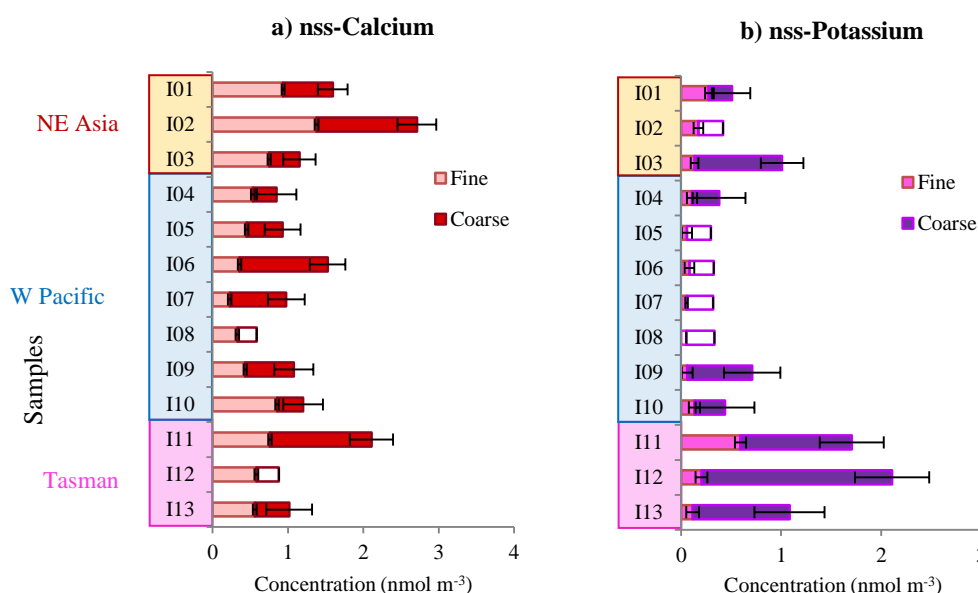 a) nss-Calcium
b) nss-Potassium
Samples
NE Asia
W Pacific
Tasman
I01
I02
I03
I04
I05
I06
I07
I08
I09
I10
I11
I12
I13
Fine
Coarse
0 1 2 3 4
Concentration (nmol m-3)
I01
I02
I03
I04
I05
I06
I07
I08
I09
I10
I11
I12
I13
Fine
Coarse
0 1 2
Concentration (nmol m-3)